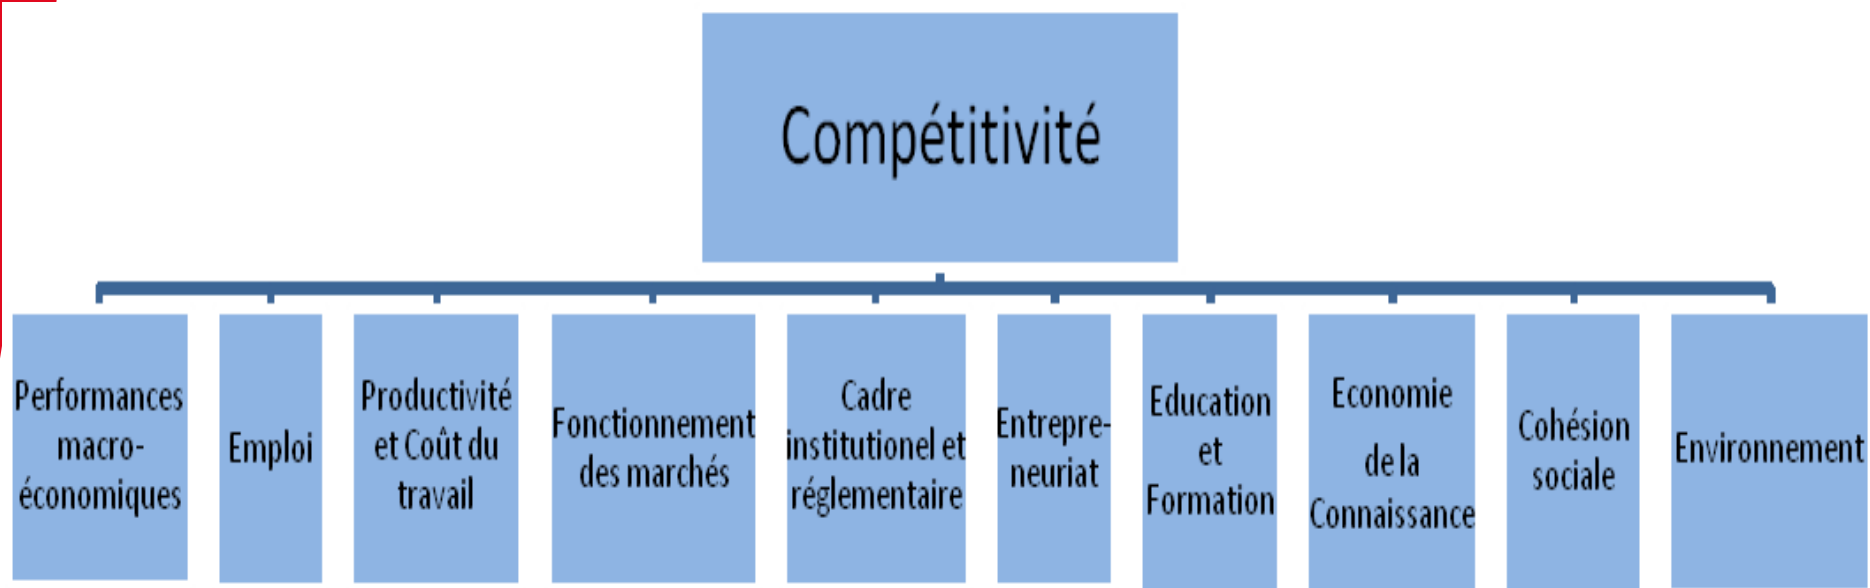 Compétitivité
Performances
macro-
économiques
Emploi
Productivité
et Coût du
travail
Fonctionnement
des marchés
Cadre
institutionel et
réglementaire
Entrepre-
neuriat
Education
et
Formation
Economie
de la
Connaissance
Cohésion
sociale
Environnement